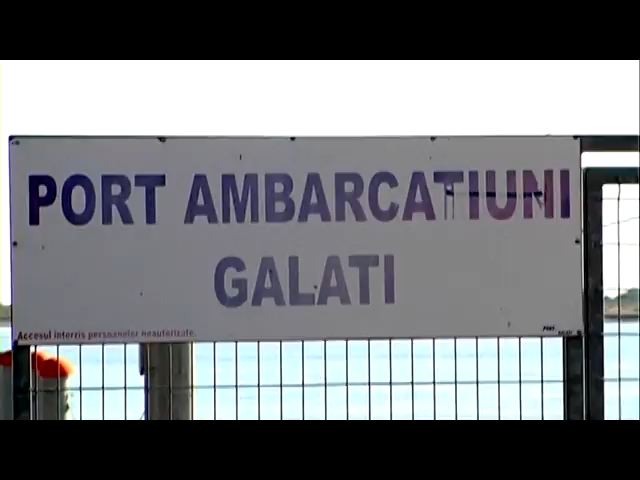 PORT AMBARCATIUNI
GALATI
Accesul interzis persoanelor neautorizate.